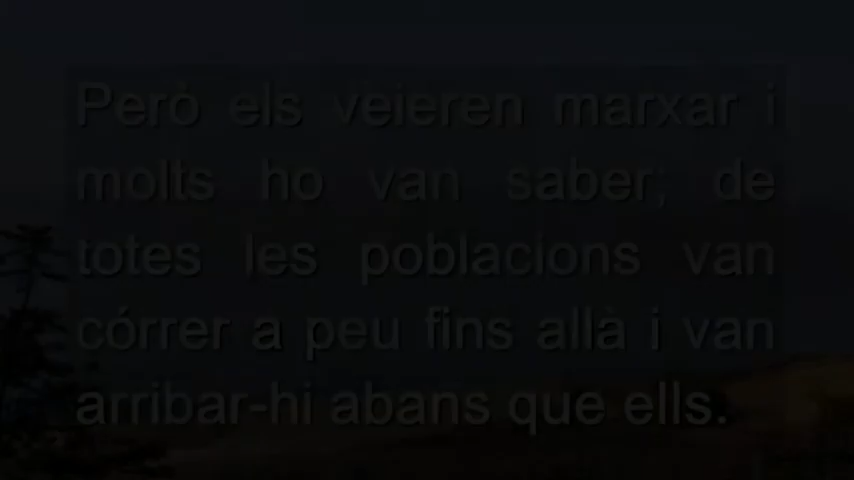 Però els veieren marxar i
molts ho van saber; de
totes les poblacions van
córrer a peu fins allà i van
arribar-hi abans que ells.